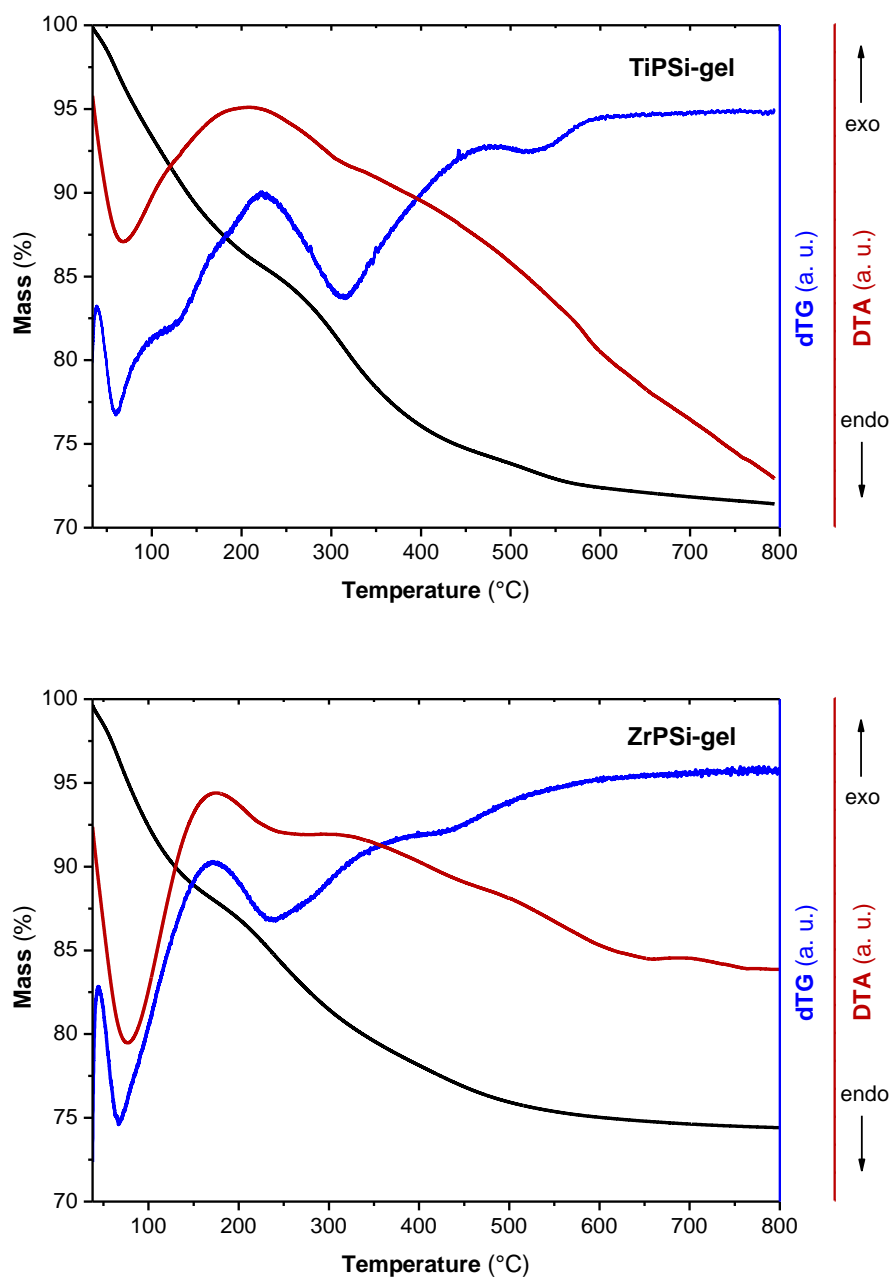 TiPSi-gel
100
95
90
85
80
75
70
Mass (%)
100 200 300 400 500 600 700 800
Temperature (°C)
dTG (a. u.)
DTA (a. u.)
exo
endo
ZrPSi-gel
100
95
90
85
80
75
70
Mass (%)
100 200 300 400 500 600 700 800
Temperature (°C)
dTG (a. u.)
DTA (a. u.)
exo
endo